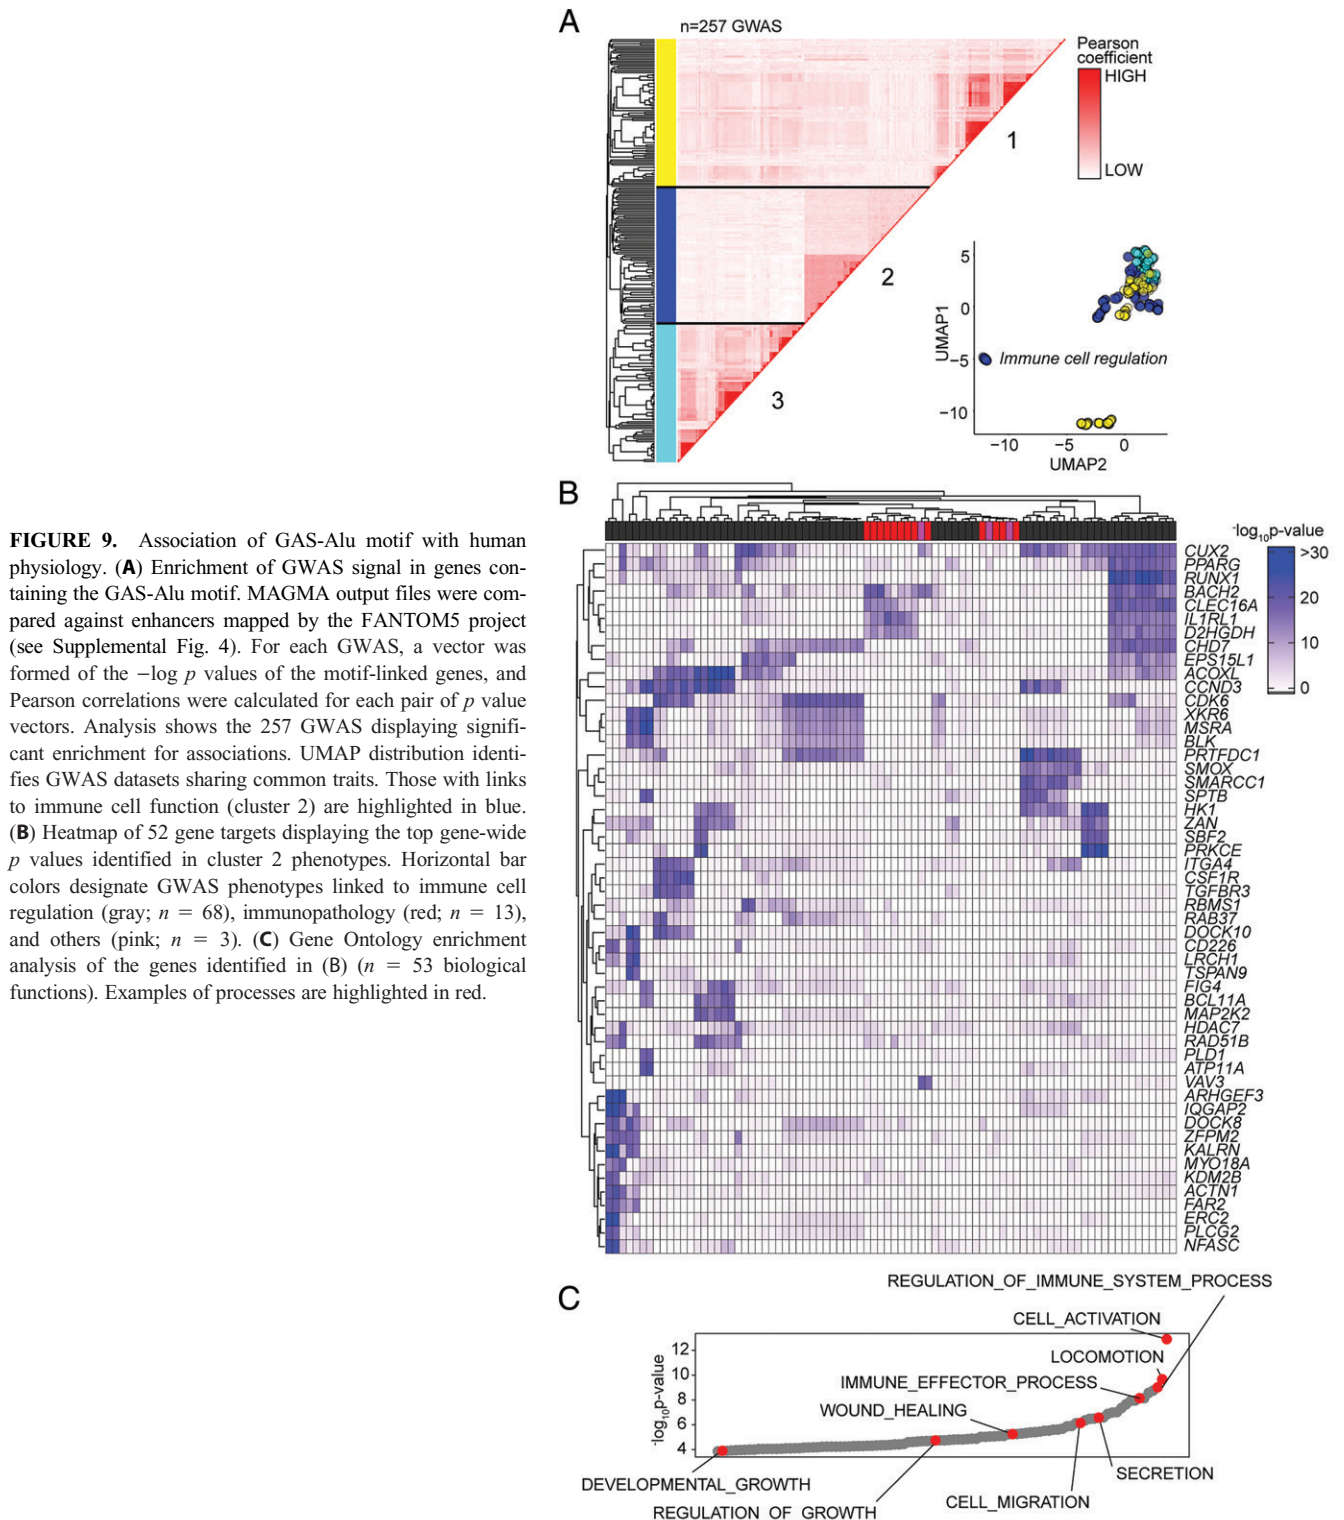 A
n=257 GWAS
Pearson
coefficient
HIGH
LOW
1
2
3
5
0
−5
−10
UMAP1
Immune cell regulation
−10
−5
0
UMAP2
FIGURE 9. Association of GAS-Alu motif with human
physiology. (A) Enrichment of GWAS signal in genes con-
taining the GAS-Alu motif. MAGMA output files were com-
pared against enhancers mapped by the FANTOM5 project
(see Supplemental Fig. 4). For each GWAS, a vector was
formed of the −log p values of the motif-linked genes, and
Pearson correlations were calculated for each pair of p value
vectors. Analysis shows the 257 GWAS displaying signifi-
cant enrichment for associations. UMAP distribution identi-
fies GWAS datasets sharing common traits. Those with links
to immune cell function (cluster 2) are highlighted in blue.
(B) Heatmap of 52 gene targets displaying the top gene-wide
p values identified in cluster 2 phenotypes. Horizontal bar
colors designate GWAS phenotypes linked to immune cell
regulation (gray; n = 68), immunopathology (red; n = 13),
and others (pink; n = 3). (C) Gene Ontology enrichment
analysis of the genes identified in (B) (n = 53 biological
functions). Examples of processes are highlighted in red.
B
-log10p-value
>30
20
10
0
CUX2
PPARG
RUNX1
BACH2
CLEC16A
IL1RL1
D2HGDH
CHD7
EPS15L1
ACOXL
CCND3
CDK6
XKR6
MSRA
BLK
PRTFDC1
SMOX
SMARCC1
SPTB
HK1
ZAN
SBF2
PRKCE
ITGA4
CSF1R
TGFBR3
RBMS1
RAB37
DOCK10
CD226
LRCH1
TSPAN9
FIG4
BCL11A
MAP2K2
HDAC7
RAD51B
PLD1
ATP11A
VAV3
ARHGEF3
IQGAP2
DOCK8
ZFPM2
KALRN
MYO18A
KDM2B
ACTN1
FAR2
ERC2
PLCG2
NFASC
C
REGULATION_OF_IMMUNE_SYSTEM_PROCESS
CELL_ACTIVATION
LOCOMOTION
IMMUNE_EFFECTOR_PROCESS
WOUND_HEALING
12
10
8
6
4
-log10p-value
DEVELOPMENTAL_GROWTH
REGULATION_OF_GROWTH
CELL_MIGRATION
SECRETION